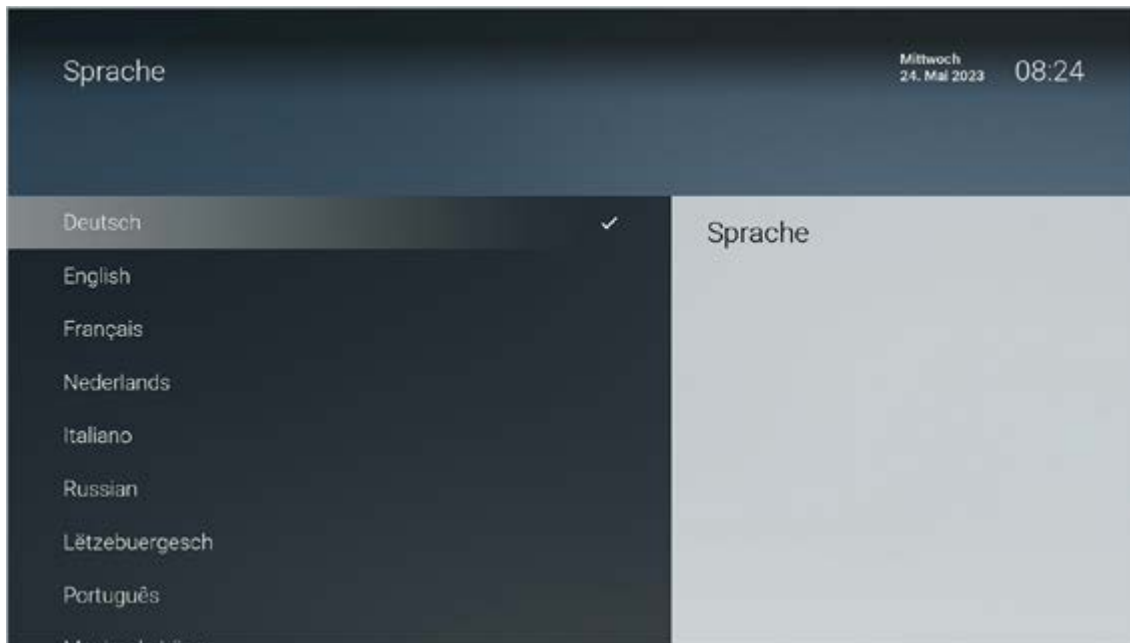 Sprache
Mittwoch
24. Mai 2023
08:24
Deutsch
Sprache
English
Français
Nederlands
Italiano
Russian
Lëtzebuergesch
Português